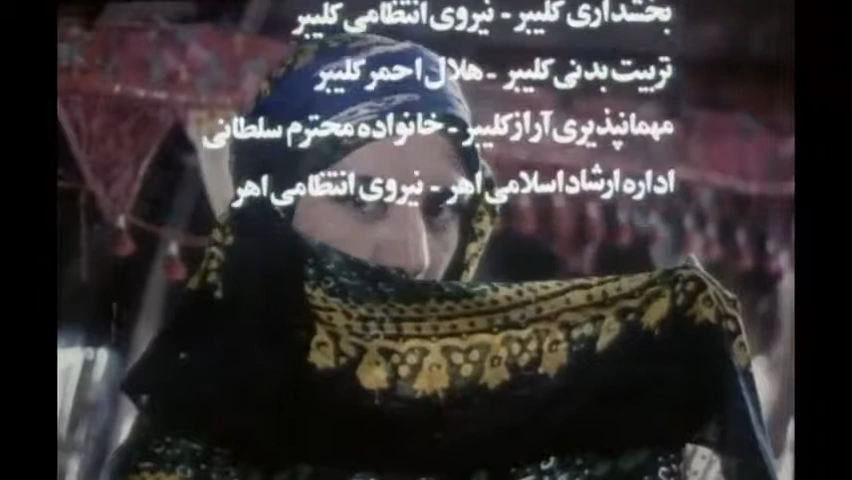 بخشداری کلیبر - نیروی انتظامی کلیبر
تربیت بدنی کلیبر - هلال احمر کلیبر
مهمانپذیری آراز کلیبر - خانواده محترم سلطانی
اداره ارشاد اسلامی اهر - نیروی انتظامی اهر